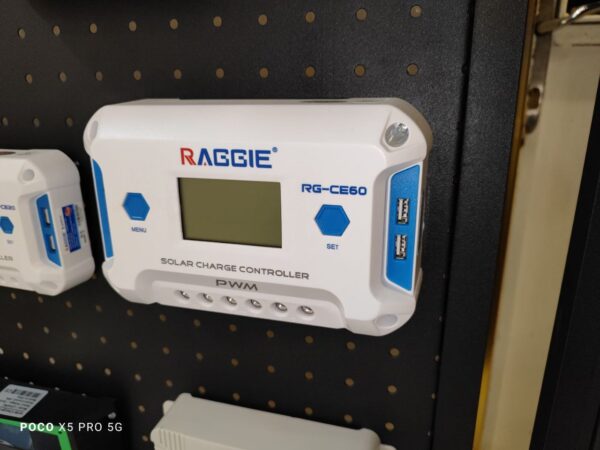 RAGGIE®
RG-CE60
MENU
SET
SOLAR CHARGE CONTROLLER
PWM
POCO X5 PRO 5G